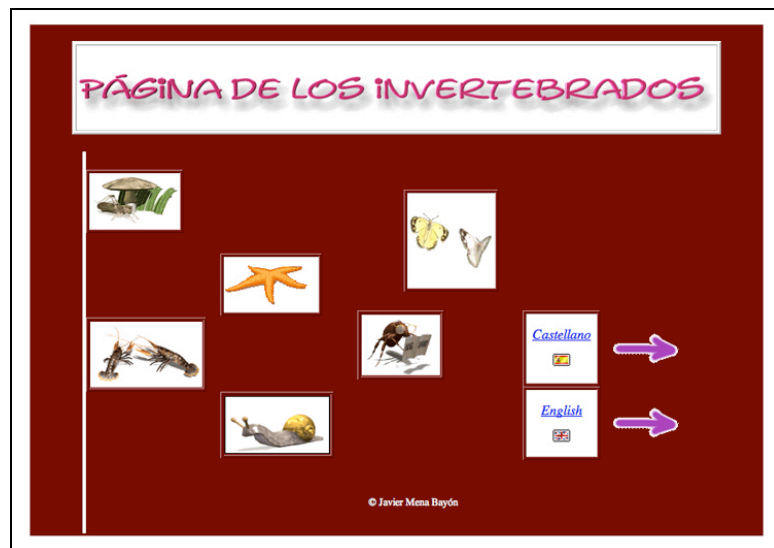 PÁGINA DE LOS INVERTEBRADOS
Castellano
English
© Javier Mena Bayón